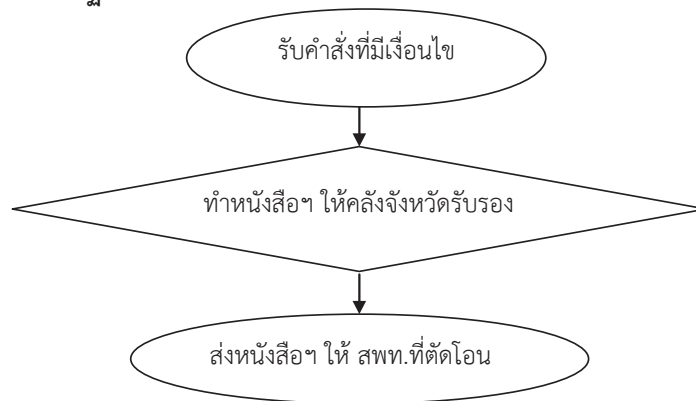 รับคำสั่งที่มีเงื่อนไข
ทำหนังสือฯ ให้คลังจังหวัดรับรอง
ส่งหนังสือฯ ให้ สพท.ที่ตัดโอน